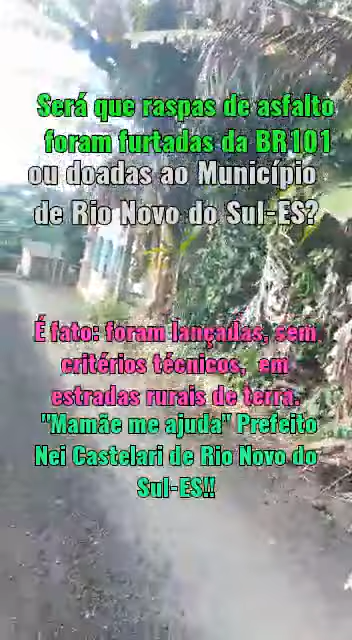 Será que raspas de asfalto
foram furtadas da BR101
ou doadas ao Município
de Rio Novo do Sul-ES?
É fato: foram lançadas, sem
critérios técnicos, em
estradas rurais de terra.
"Mamãe me ajuda" Prefeito
Nei Castelari de Rio Novo do
Sul-ES!!